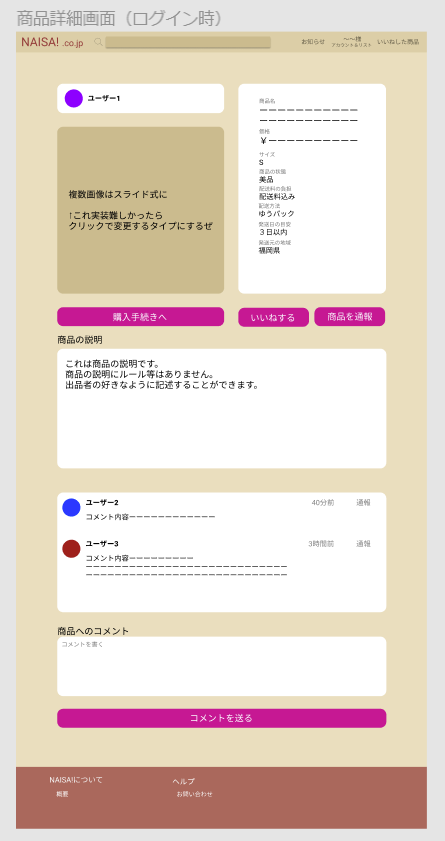 商品詳細画面（ログイン時）
NAISA! .co.jp
お知らせ
〜〜様
アカウント＆リスト
いいねした商品
ユーザー1
複数画像はスライド式に
↑これ実装難しかったら
クリックで変更するタイプにするぜ
商品名
ーーーーーーーーーーー
ーーーーーーーーーーー
価格
￥ーーーーーーーーーー
サイズ
S
商品の状態
美品
配送料の負担
配送料込み
配送方法
ゆうパック
発送日の目安
３日以内
発送元の地域
福岡県
購入手続きへ
いいねする
商品を通報
商品の説明
これは商品の説明です。
商品の説明にルール等はありません。
出品者の好きなように記述することができます。
ユーザー2
40分前
通報
コメント内容ーーーーーーーーーーーー
ユーザー3
3時間前
通報
コメント内容ーーーーーーーーー
ーーーーーーーーーーーーーーーーーーーーーーーーーーーー
ーーーーーーーーーーーーーーーーーーーーーーーーーーーー
商品へのコメント
コメントを書く
コメントを送る
NAISA!について
ヘルプ
概要
お問い合わせ